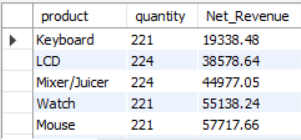 product quantity Net_Revenue
Keyboard 221 19338.48
LCD 224 38578.64
Mixer/Juicer 224 44977.05
Watch 221 55138.24
Mouse 221 57717.66